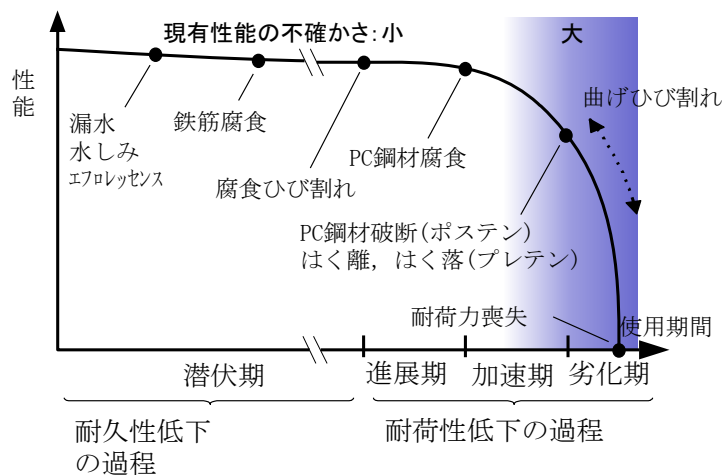 現有性能の不確かさ：小
大
性能
漏水
水しみ
ｴﾌﾛﾚｯｾﾝｽ
鉄筋腐食
腐食ひび割れ
PC鋼材腐食
曲げひび割れ
PC鋼材破断(ポステン)
はく離，はく落(プレテン)
耐荷力喪失
使用期間
潜伏期
進展期
加速期
劣化期
耐久性低下
の過程
耐荷性低下の過程